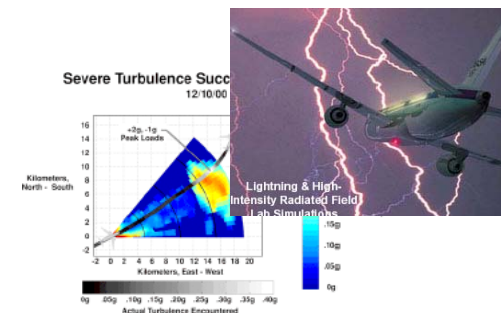 Severe Turbulence Succ
12/10/00
+2g, -1g
Peak Loads
Kilometers,
North - South
16
14
12
10
8
6
4
2
0
-2
-2 0 2 4 6 8 10 12 14 16 19 20
Kilometers, East - West
Lightning & High-
Intensity Radiated Field
Lab Simulations
.15g
.10g
.05g
0g
0g .05g .10g .15g .20g .25g .30g .35g .40g
Actual Turbulence Encountered